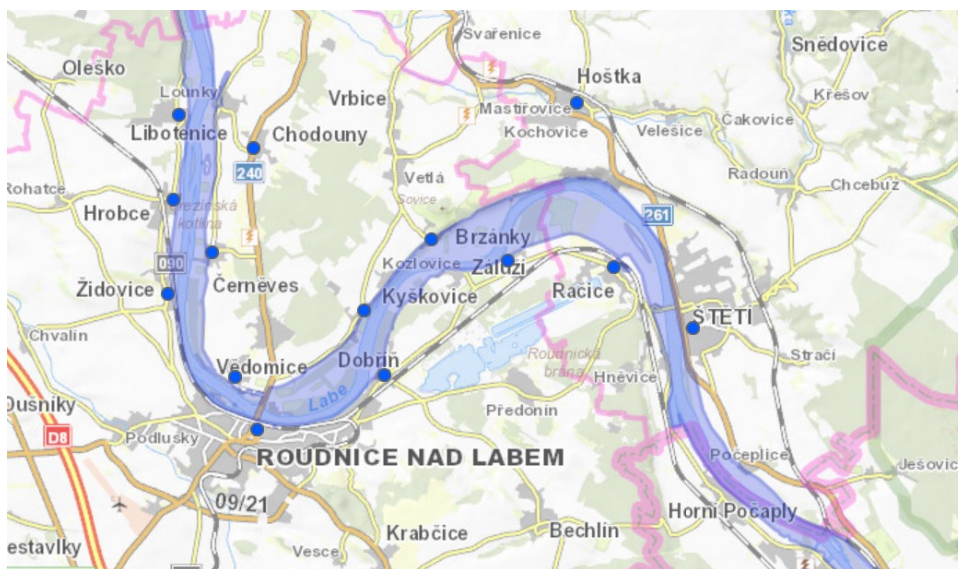 Svařenice
Snědovice
Oleško
Hoštka
Lounky
Vrbice
Křešov
Mastířovice
Libotenice
Chodouny
Kochovice
Velešice
Čakovice
240
Vetlá
Radouň
Rohatce
Chcebuz
Sovice
Hrobce
261
kotlina
Brzánky
090
Kozlovice
Záluží
Židovice
Černěves
Račice
Kyškovice
ŠTĚTÍ
Chvalín
Roudnická
brána
Stračí
Vědomice
Dobříň
Hněvice
Labe
Dušníky
Předonín
D8
Podlusky
Počeplice
ROUDNICE NAD LABEM
Ješovic
09/21
Horní Počaply
Krabčice
Bechlín
estavlky
Vesce